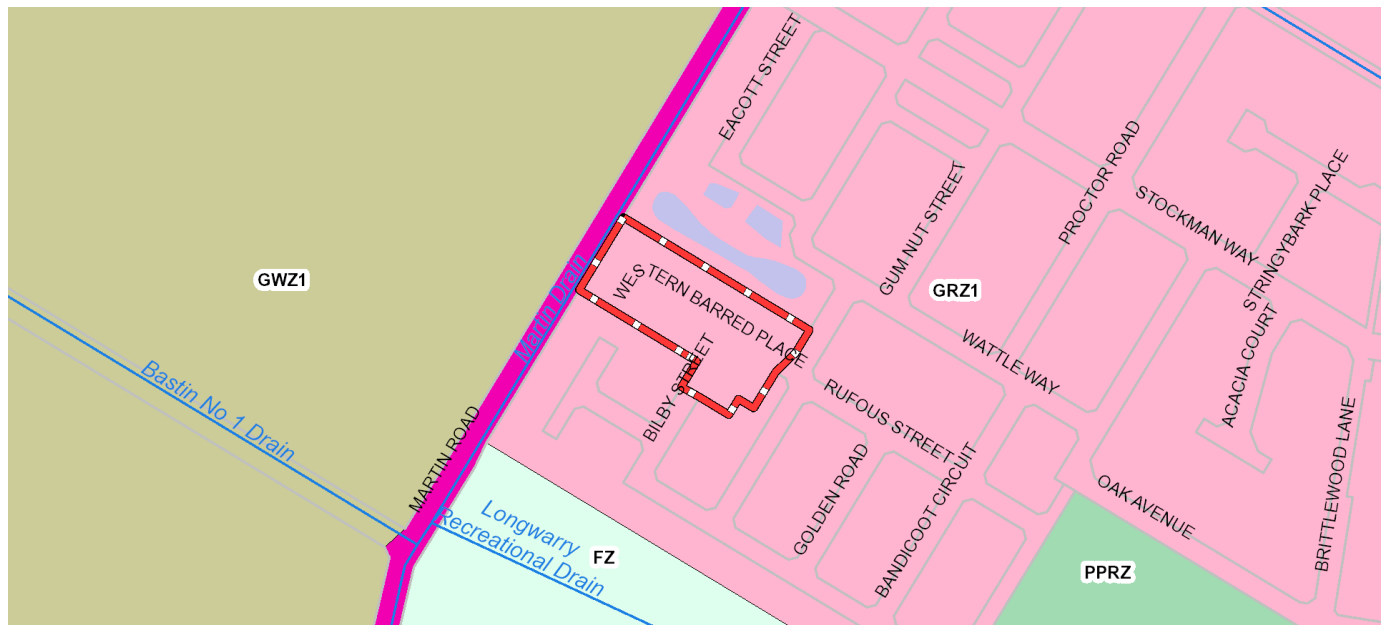 EACOTT STREET
PROCTOR ROAD
STRINGYBARK PLACE
GUM NUT STREET
STOCKMAN WAY
GWZ1
GRZ1
WESTERN BARRED PLACE
Martin Drain
WATTLE WAY
ACACIA COURT
BILBY STREET
RUFOUS STREET
Bastin No 1 Drain
MARTIN ROAD
GOLDEN ROAD
BANDICOOT CIRCUIT
OAK AVENUE
BRITTLEWOOD LANE
Longwarry
Recreational Drain
FZ
PPRZ